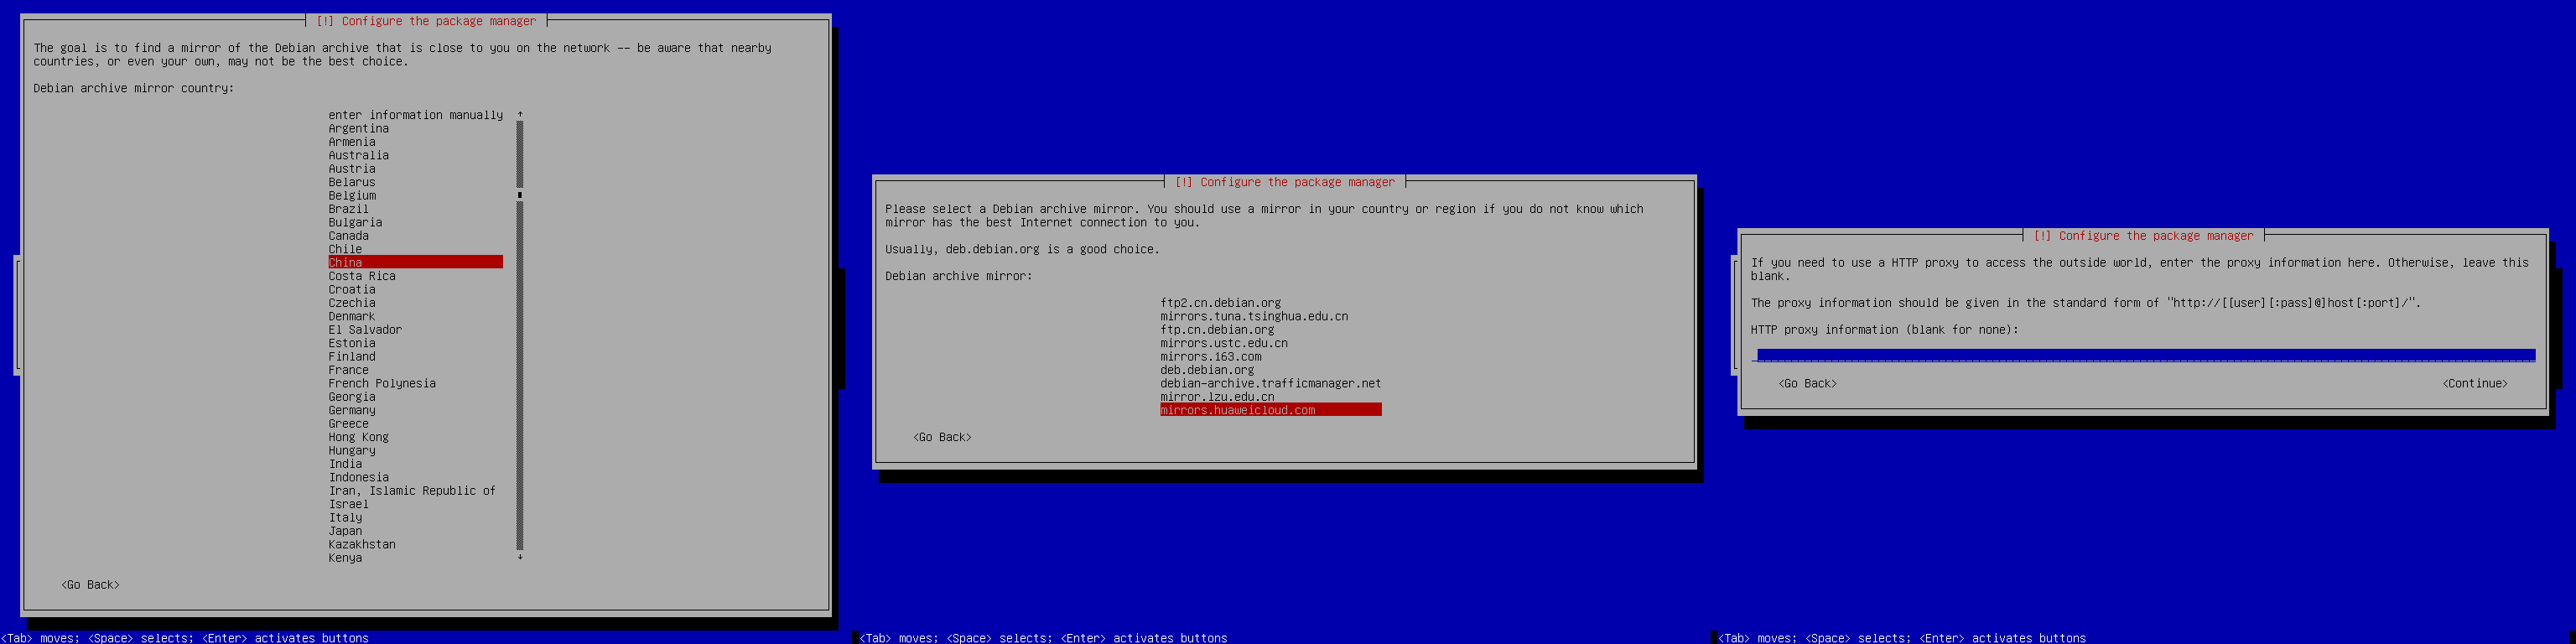 [!] Configure the package manager
The goal is to find a mirror of the Debian archive that is close to you on the network -- be aware that nearby
countries, or even your own, may not be the best choice.
Debian archive mirror country:
enter information manually
Argentina
Armenia
Australia
Austria
Belarus
Belgium
Brazil
Bulgaria
Canada
Chile
China
Costa Rica
Croatia
Czechia
Denmark
El Salvador
Estonia
Finland
France
French Polynesia
Georgia
Germany
Greece
Hong Kong
Hungary
India
Indonesia
Iran, Islamic Republic of
Israel
Italy
Japan
Kazakhstan
Kenya
<Go Back>
<Tab> moves; <Space> selects; <Enter> activates buttons
[!] Configure the package manager
Please select a Debian archive mirror. You should use a mirror in your country or region if you do not know which
mirror has the best Internet connection to you.
Usually, deb.debian.org is a good choice.
Debian archive mirror:
ftp2.cn.debian.org
mirrors.tuna.tsinghua.edu.cn
ftp.cn.debian.org
mirrors.ustc.edu.cn
mirrors.163.com
deb.debian.org
debian-archive.trafficmanager.net
mirror.lzu.edu.cn
mirrors.huaweicloud.com
<Go Back>
<Tab> moves; <Space> selects; <Enter> activates buttons
[!] Configure the package manager
If you need to use a HTTP proxy to access the outside world, enter the proxy information here. Otherwise, leave this
blank.
The proxy information should be given in the standard form of "http://[[user][:pass]@]host[:port]/".
HTTP proxy information (blank for none):
<Go Back> <Continue>
<Tab> moves; <Space> selects; <Enter> activates buttons